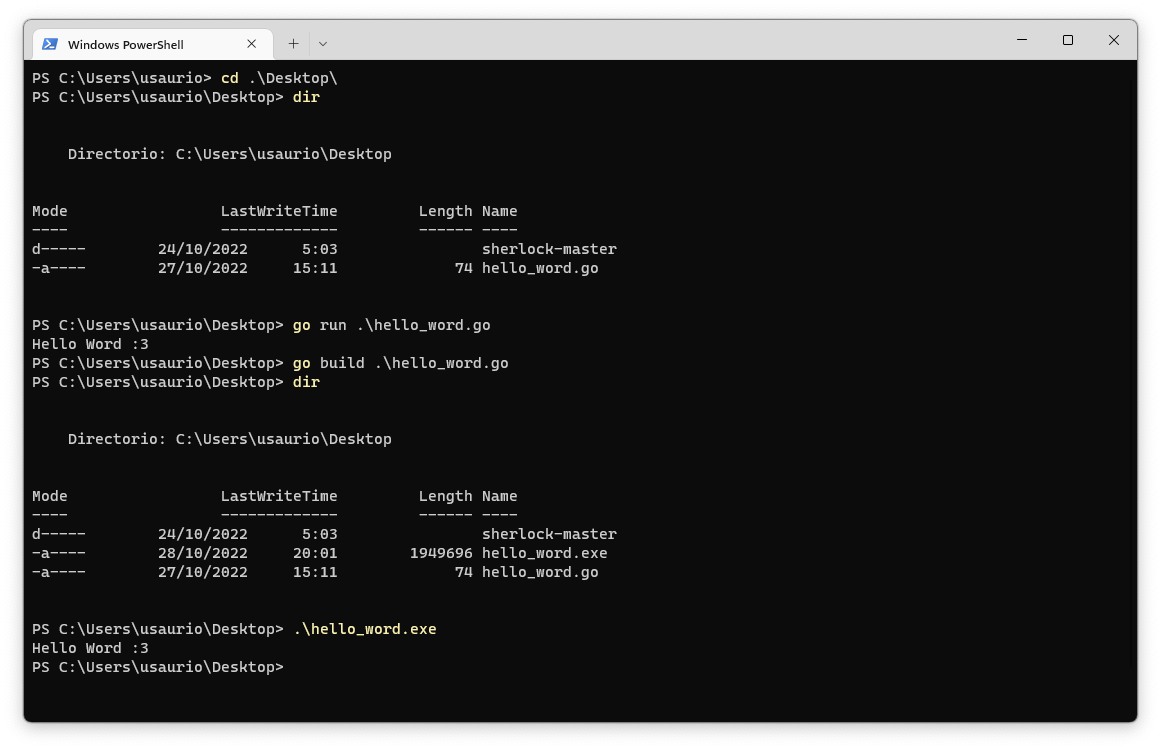 Windows PowerShell
PS C:\Users\usaurio> cd .\Desktop\
PS C:\Users\usaurio\Desktop> dir
    Directorio: C:\Users\usaurio\Desktop
Mode                 LastWriteTime         Length Name
----                 -------------         ------ ----
d-----        24/10/2022      5:03                sherlock-master
-a----        27/10/2022     15:11             74 hello_word.go
PS C:\Users\usaurio\Desktop> go run .\hello_word.go
Hello Word :3
PS C:\Users\usaurio\Desktop> go build .\hello_word.go
PS C:\Users\usaurio\Desktop> dir
    Directorio: C:\Users\usaurio\Desktop
Mode                 LastWriteTime         Length Name
----                 -------------         ------ ----
d-----        24/10/2022      5:03                sherlock-master
-a----        28/10/2022     20:01        1949696 hello_word.exe
-a----        27/10/2022     15:11             74 hello_word.go
PS C:\Users\usaurio\Desktop> .\hello_word.exe
Hello Word :3
PS C:\Users\usaurio\Desktop>